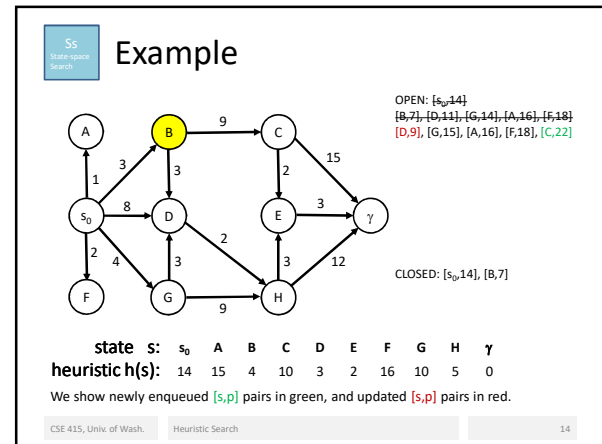 Ss
State-space
Search
Example
OPEN: [s₀,14]
[B,7], [D,11], [G,14], [A,16], [F,18]
[D,9], [G,15], [A,16], [F,18], [C,22]
9
A
B
C
3
15
1
3
2
8
3
s₀
D
E
γ
2
4
2
3
3
12
CLOSED: [s₀,14], [B,7]
F
G
H
9
state s: s₀ A B C D E F G H γ
heuristic h(s): 14 15 4 10 3 2 16 10 5 0
We show newly enqueued [s,p] pairs in green, and updated [s,p] pairs in red.
CSE 415, Univ. of Wash. Heuristic Search 14